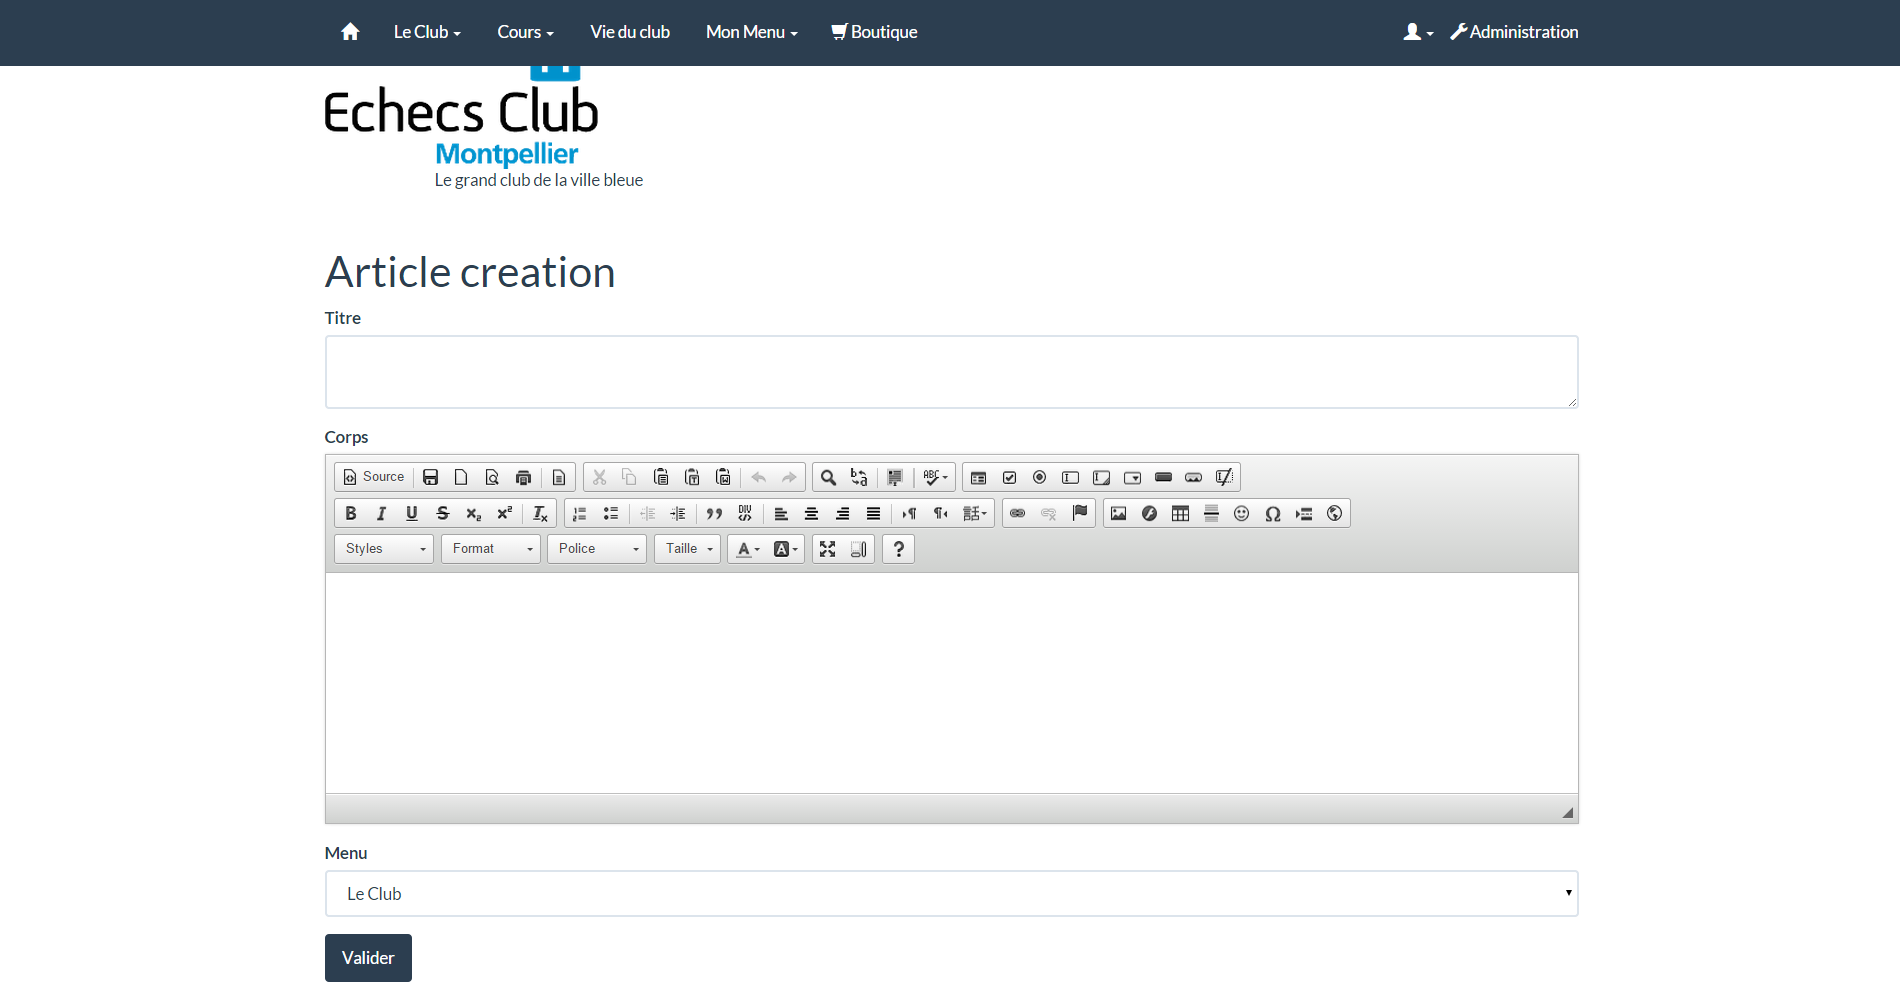 Le Club Cours Vie du club Mon Menu Boutique Administration
Echecs Club
Montpellier
Le grand club de la ville bleue
Article creation
Titre
Corps
Source
Styles Format Police Taille
Menu
Le Club
Valider